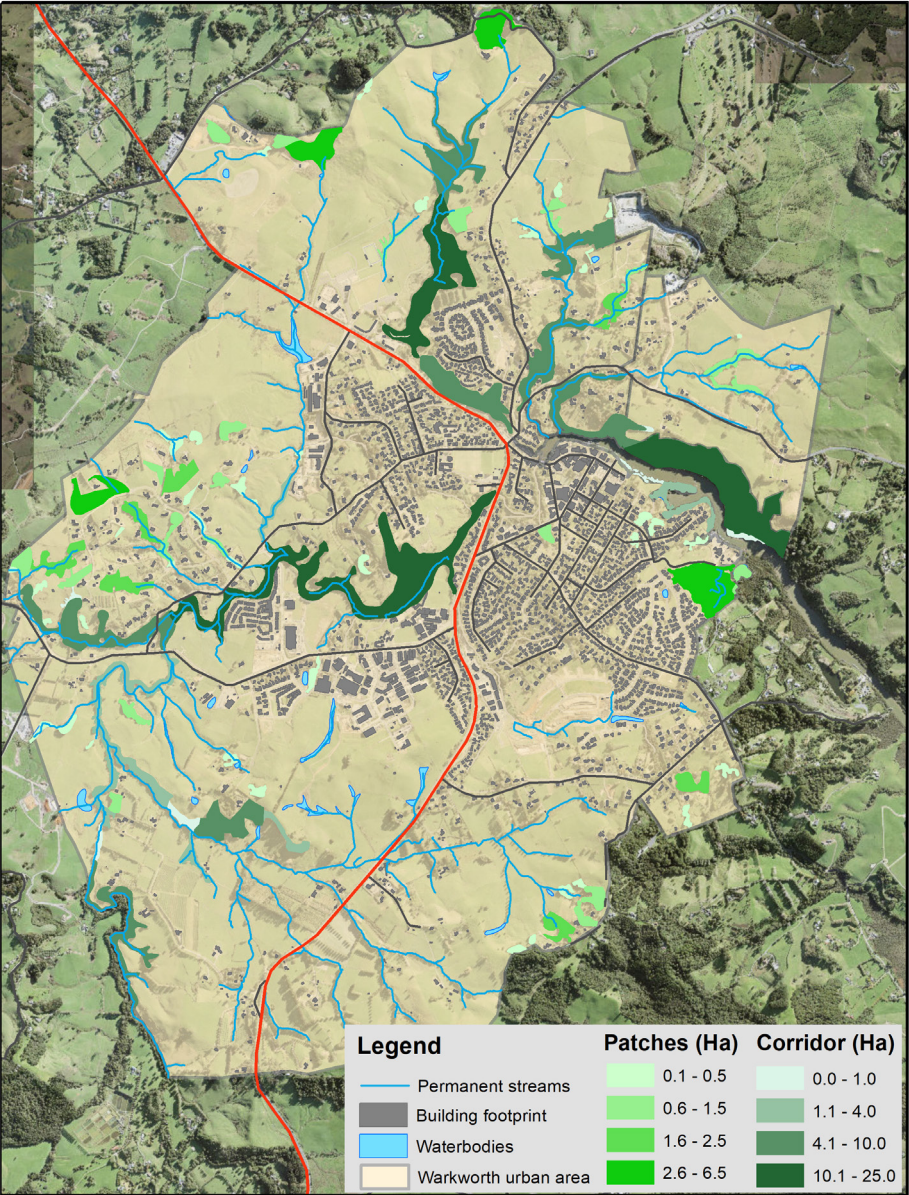 Legend
Permanent streams
Building footprint
Waterbodies
Warkworth urban area
Patches (Ha)
0.1 - 0.5
0.6 - 1.5
1.6 - 2.5
2.6 - 6.5
Corridor (Ha)
0.0 - 1.0
1.1 - 4.0
4.1 - 10.0
10.1 - 25.0